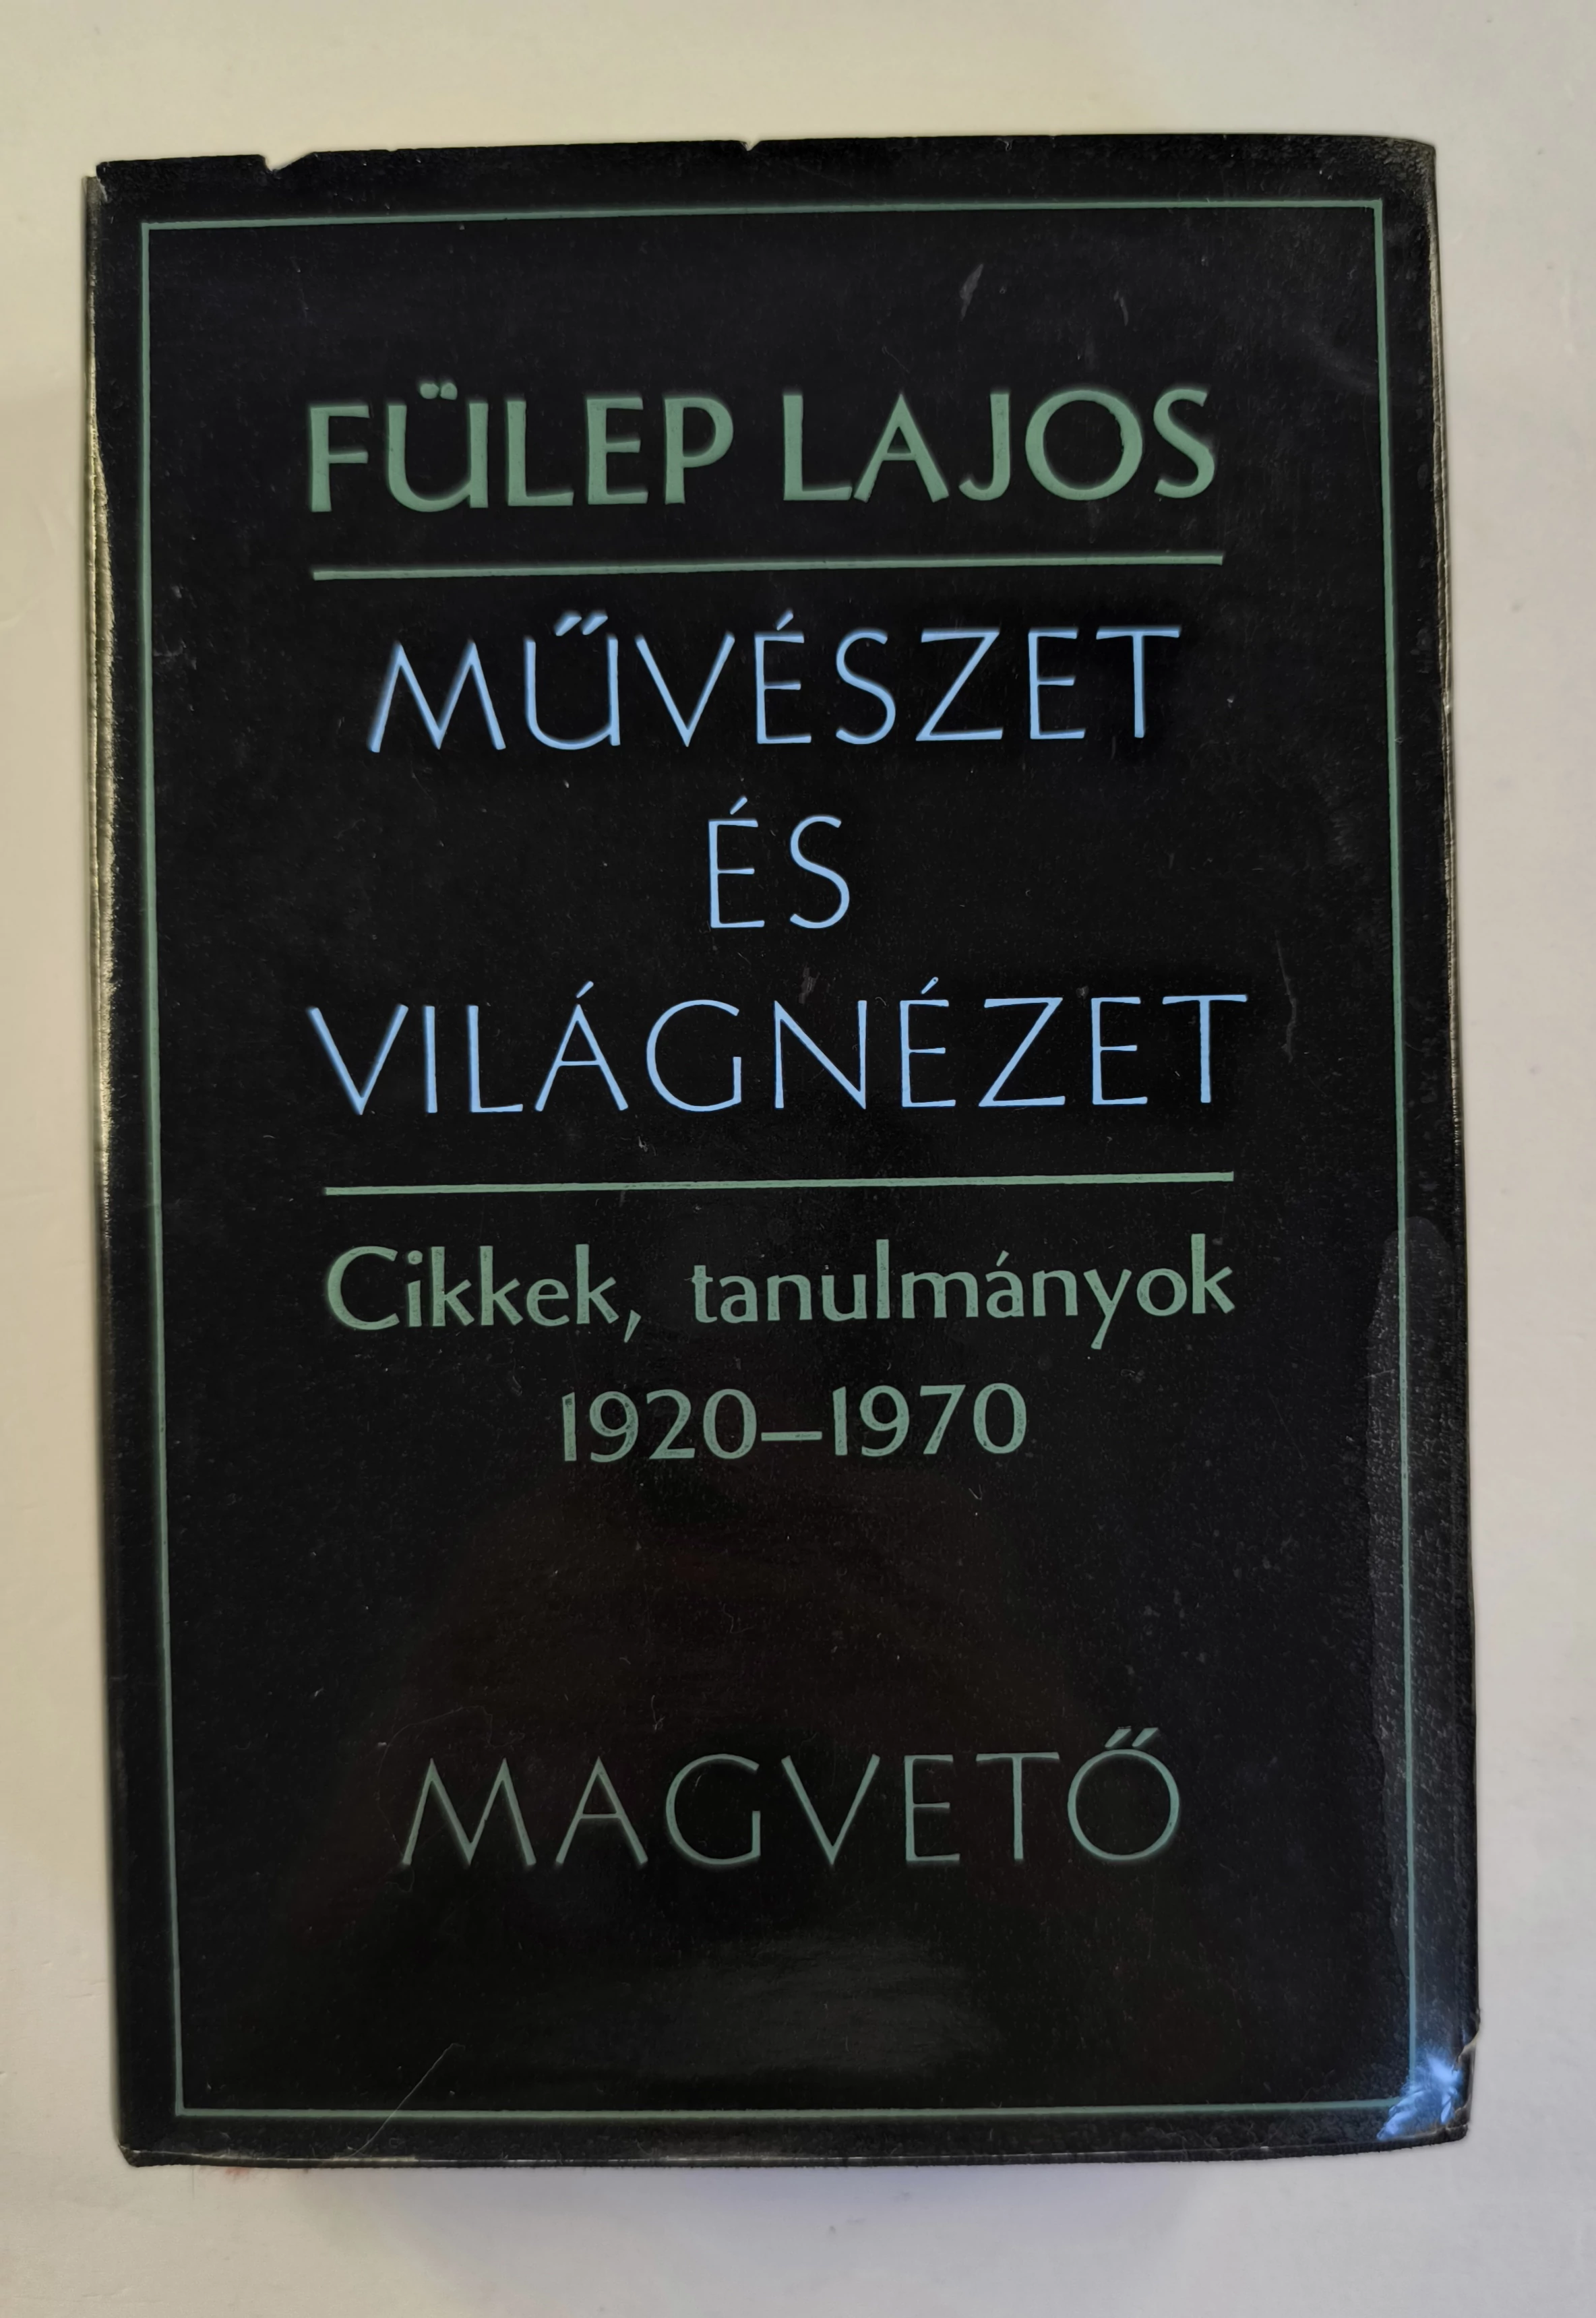 FÜLEP LAJOS
MŰVÉSZET
ÉS
VILÁGNÉZET
Cikkek, tanulmányok
1920–1970
MAGVETŐ